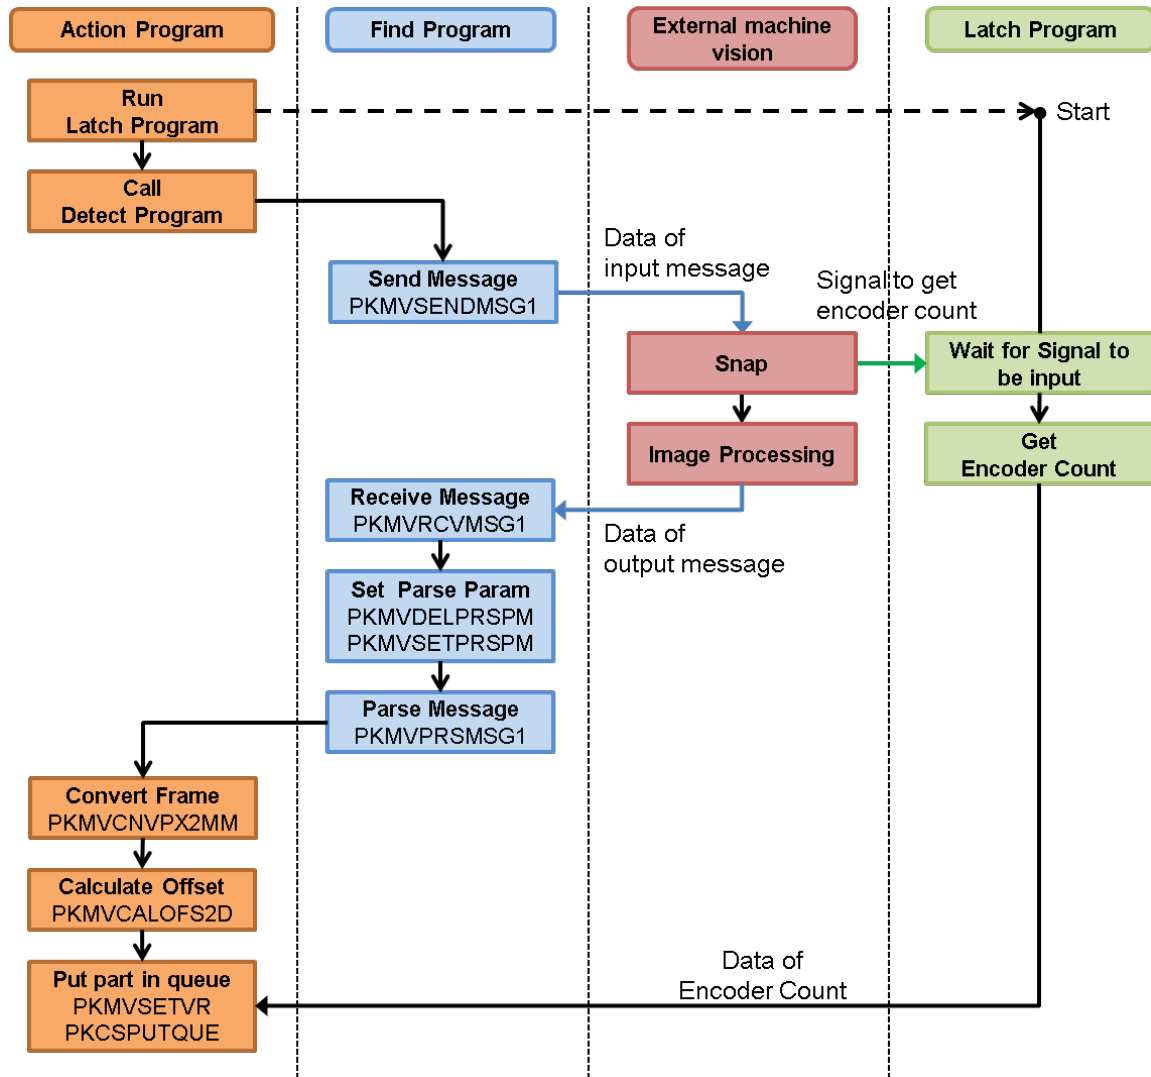 Action Program
Find Program
External machine
vision
Latch Program
Run
Latch Program
Start
Call
Detect Program
Data of
input message
Send Message
PKMVSENDMSG1
Signal to get
encoder count
Snap
Wait for Signal to
be input
Image Processing
Get
Encoder Count
Receive Message
PKMVRCVMSG1
Data of
output message
Set  Parse Param
PKMVDELPRSPM
PKMVSETPRSPM
Parse Message
PKMVPRSMSG1
Convert Frame
PKMVCNVPX2MM
Calculate Offset
PKMVCALOFS2D
Put part in queue
PKMVSETVR
PKCSPUTQUE
Data of
Encoder Count